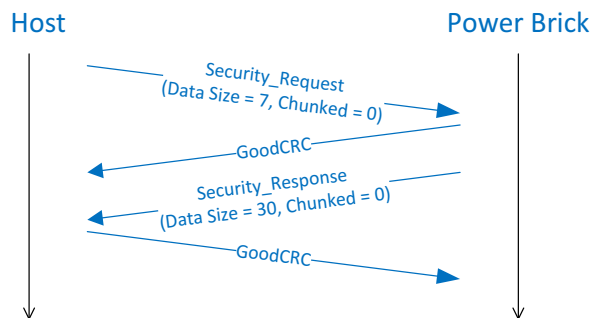 Host
Power Brick
Security_Request
(Data Size = 7, Chunked = 0)
GoodCRC
Security_Response
(Data Size = 30, Chunked = 0)
GoodCRC